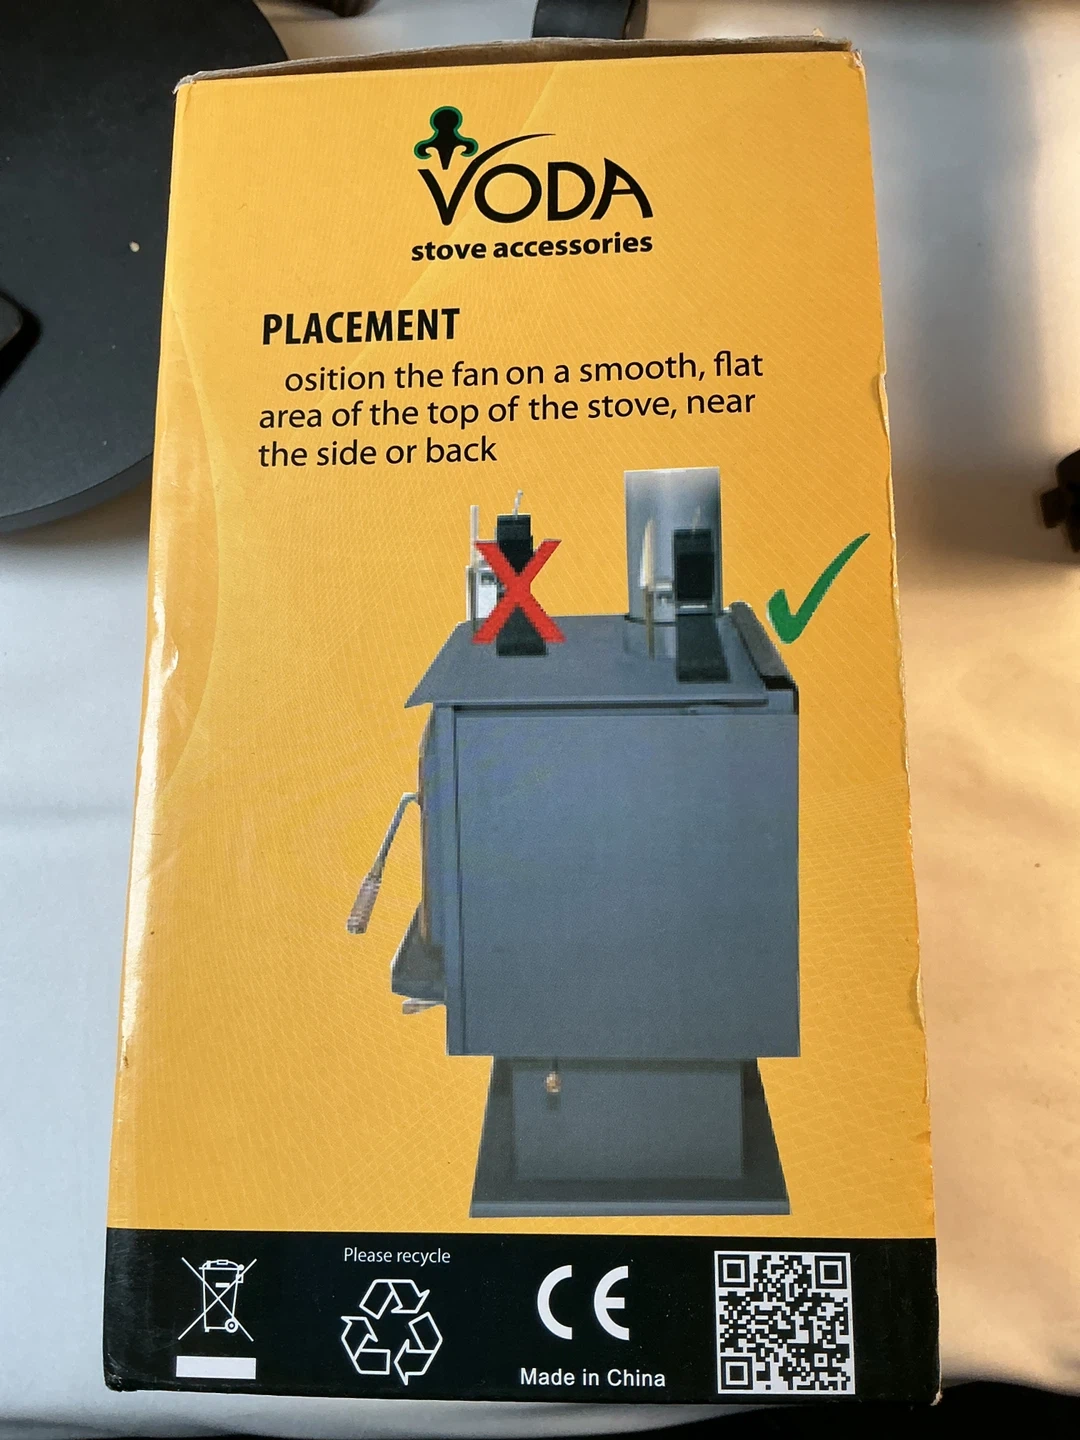 VODA
stove accessories
PLACEMENT
osition the fan on a smooth, flat
area of the top of the stove, near
the side or back
Please recycle
CE
Made in China